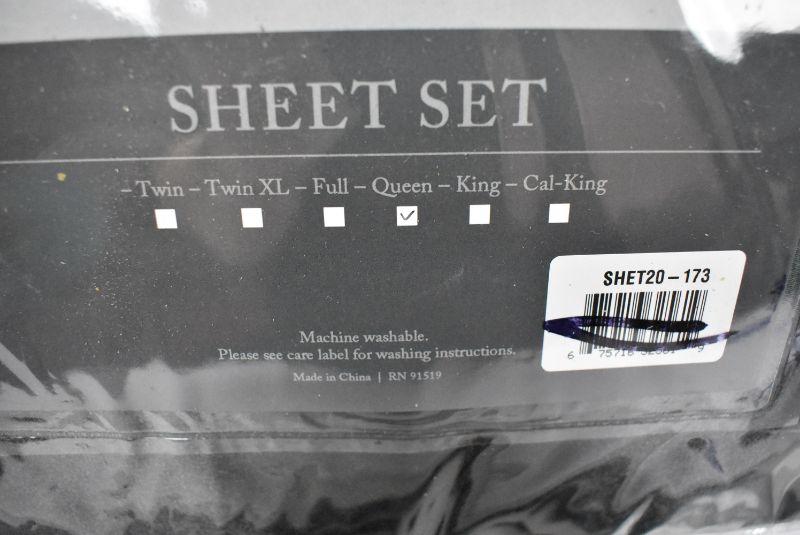 SHEET SET
– Twin – Twin XL – Full – Queen – King – Cal-King
SHET20-173
Machine washable.
Please see care label for washing instructions.
Made in China | RN 91519
6